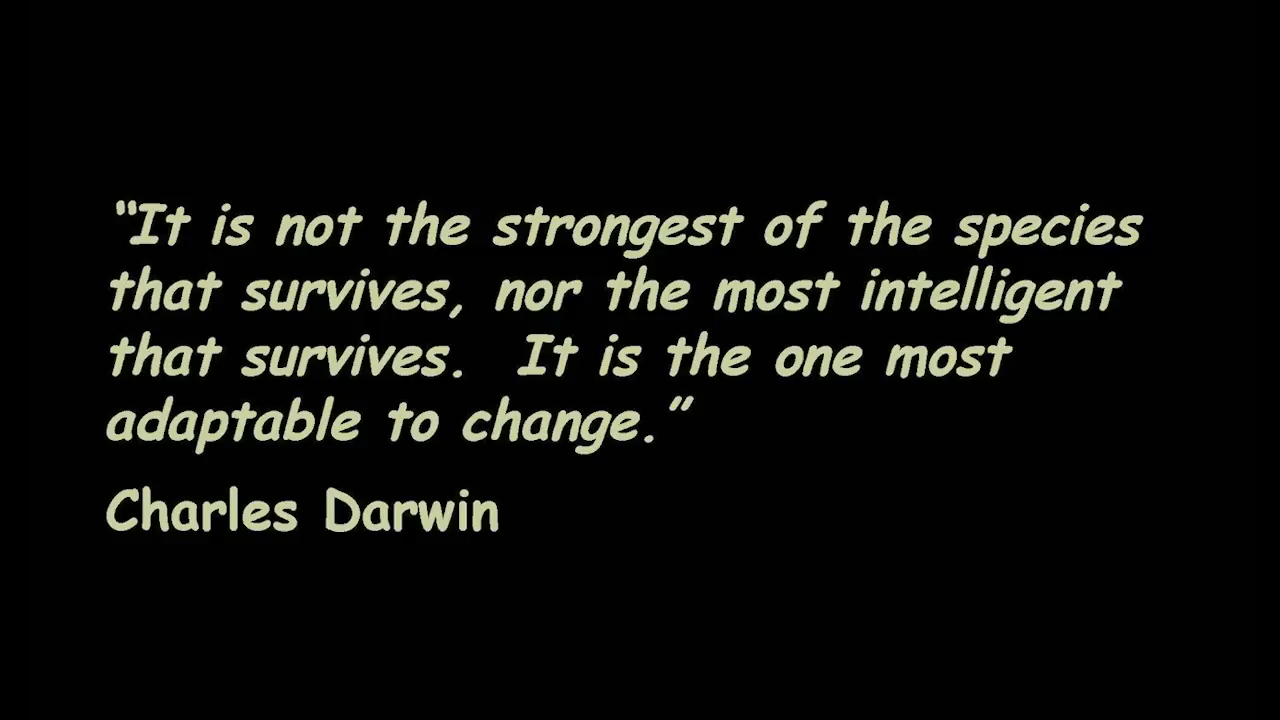 “It is not the strongest of the species
that survives, nor the most intelligent
that survives.  It is the one most
adaptable to change.”
Charles Darwin